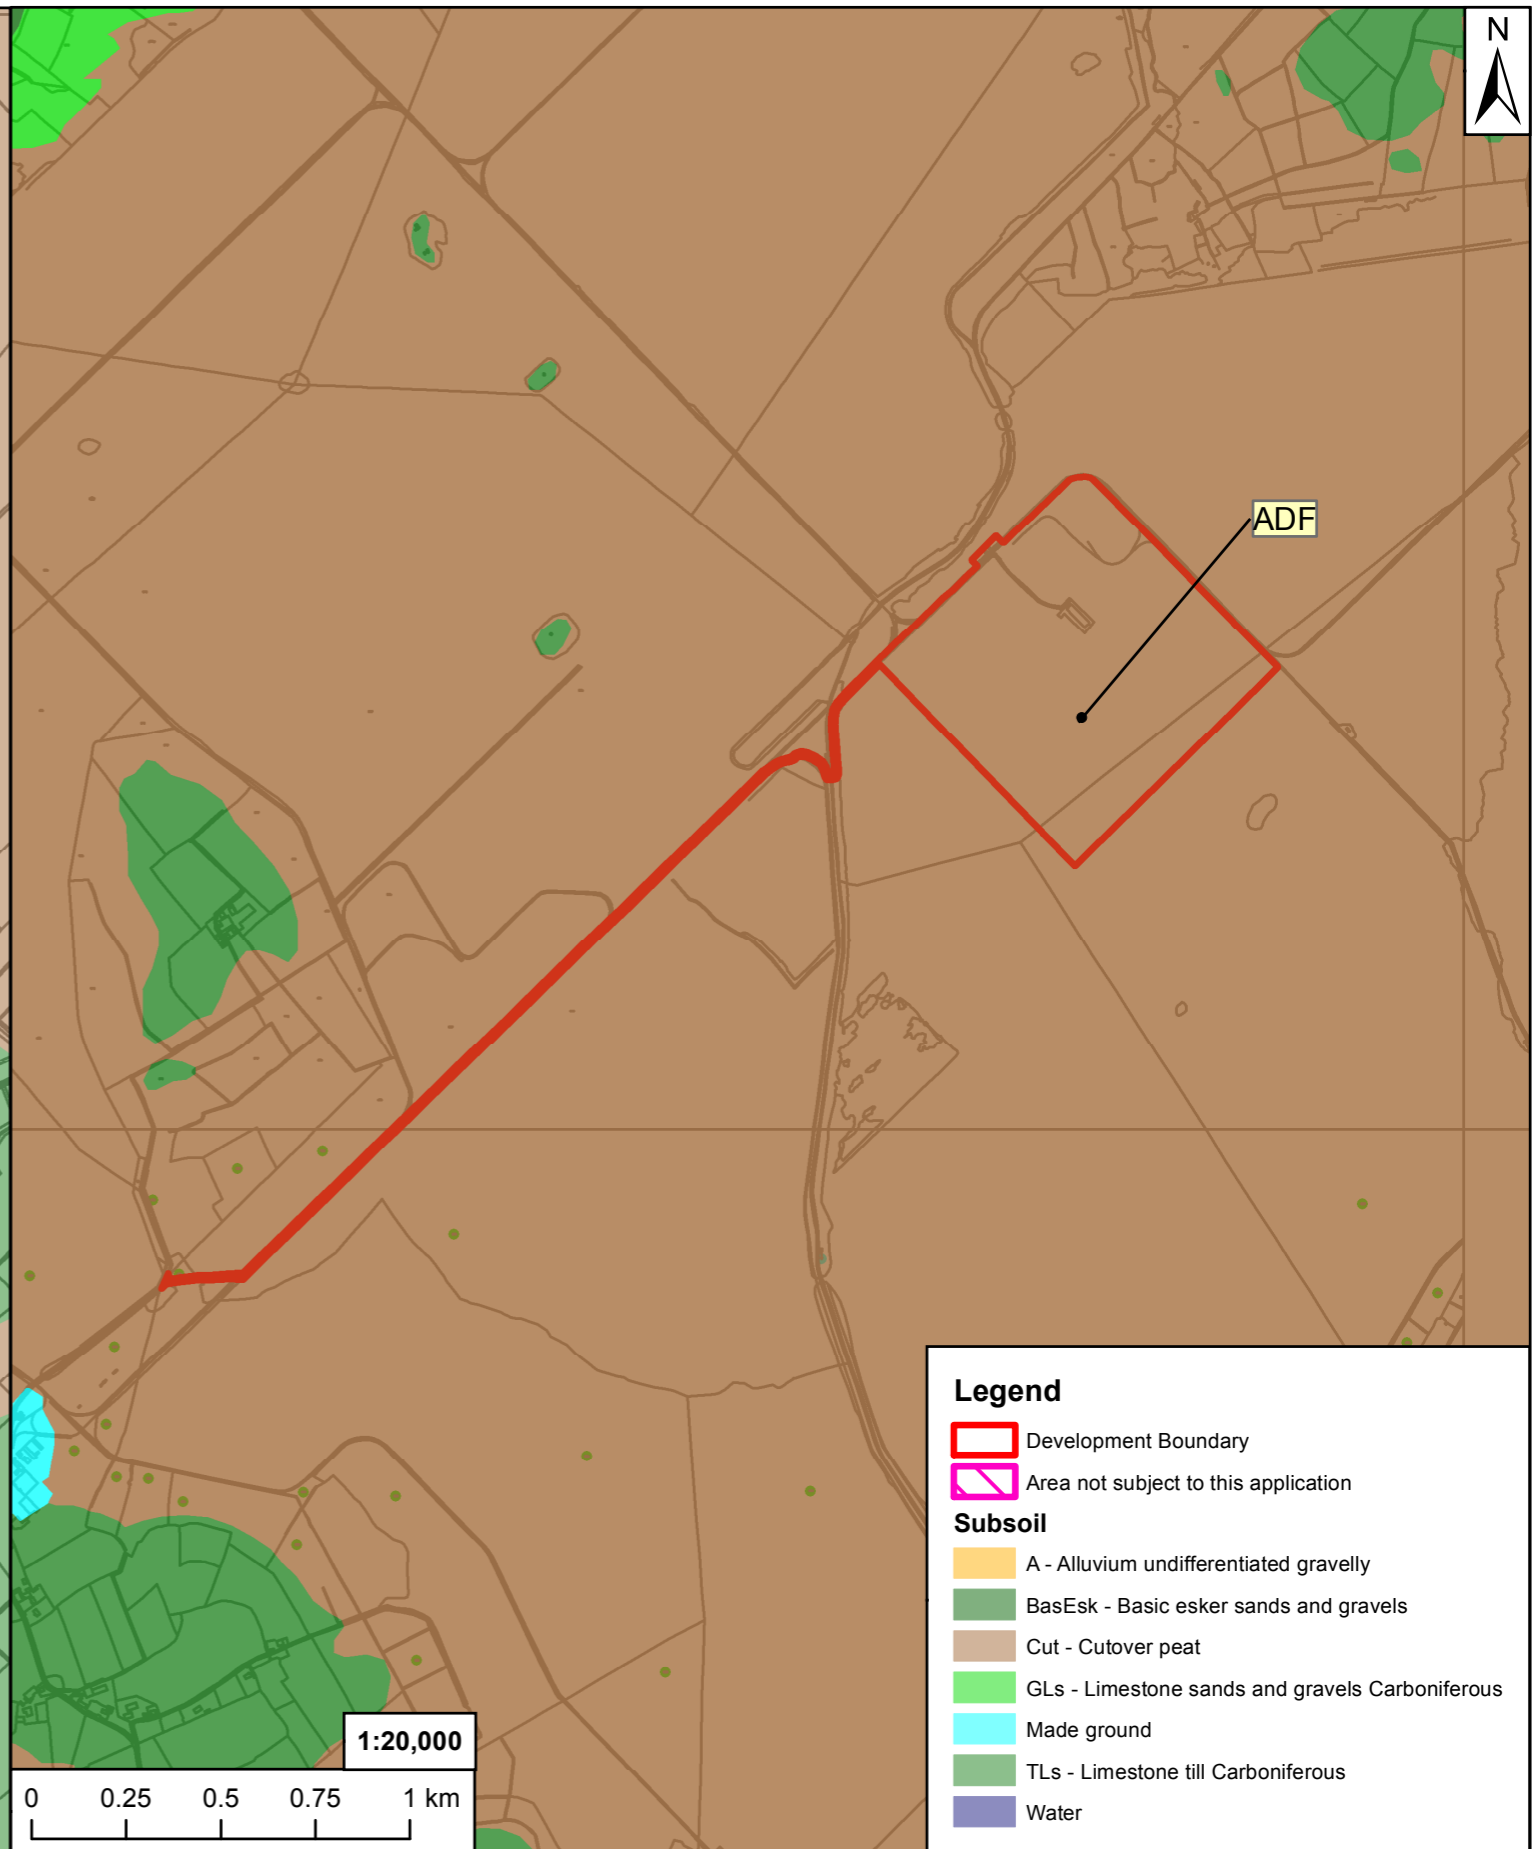 N
ADF
Legend
Development Boundary
Area not subject to this application
Subsoil
A - Alluvium undifferentiated gravelly
BasEsk - Basic esker sands and gravels
Cut - Cutover peat
GLs - Limestone sands and gravels Carboniferous
Made ground
TLs - Limestone till Carboniferous
Water
1:20,000
0 0.25 0.5 0.75 1 km